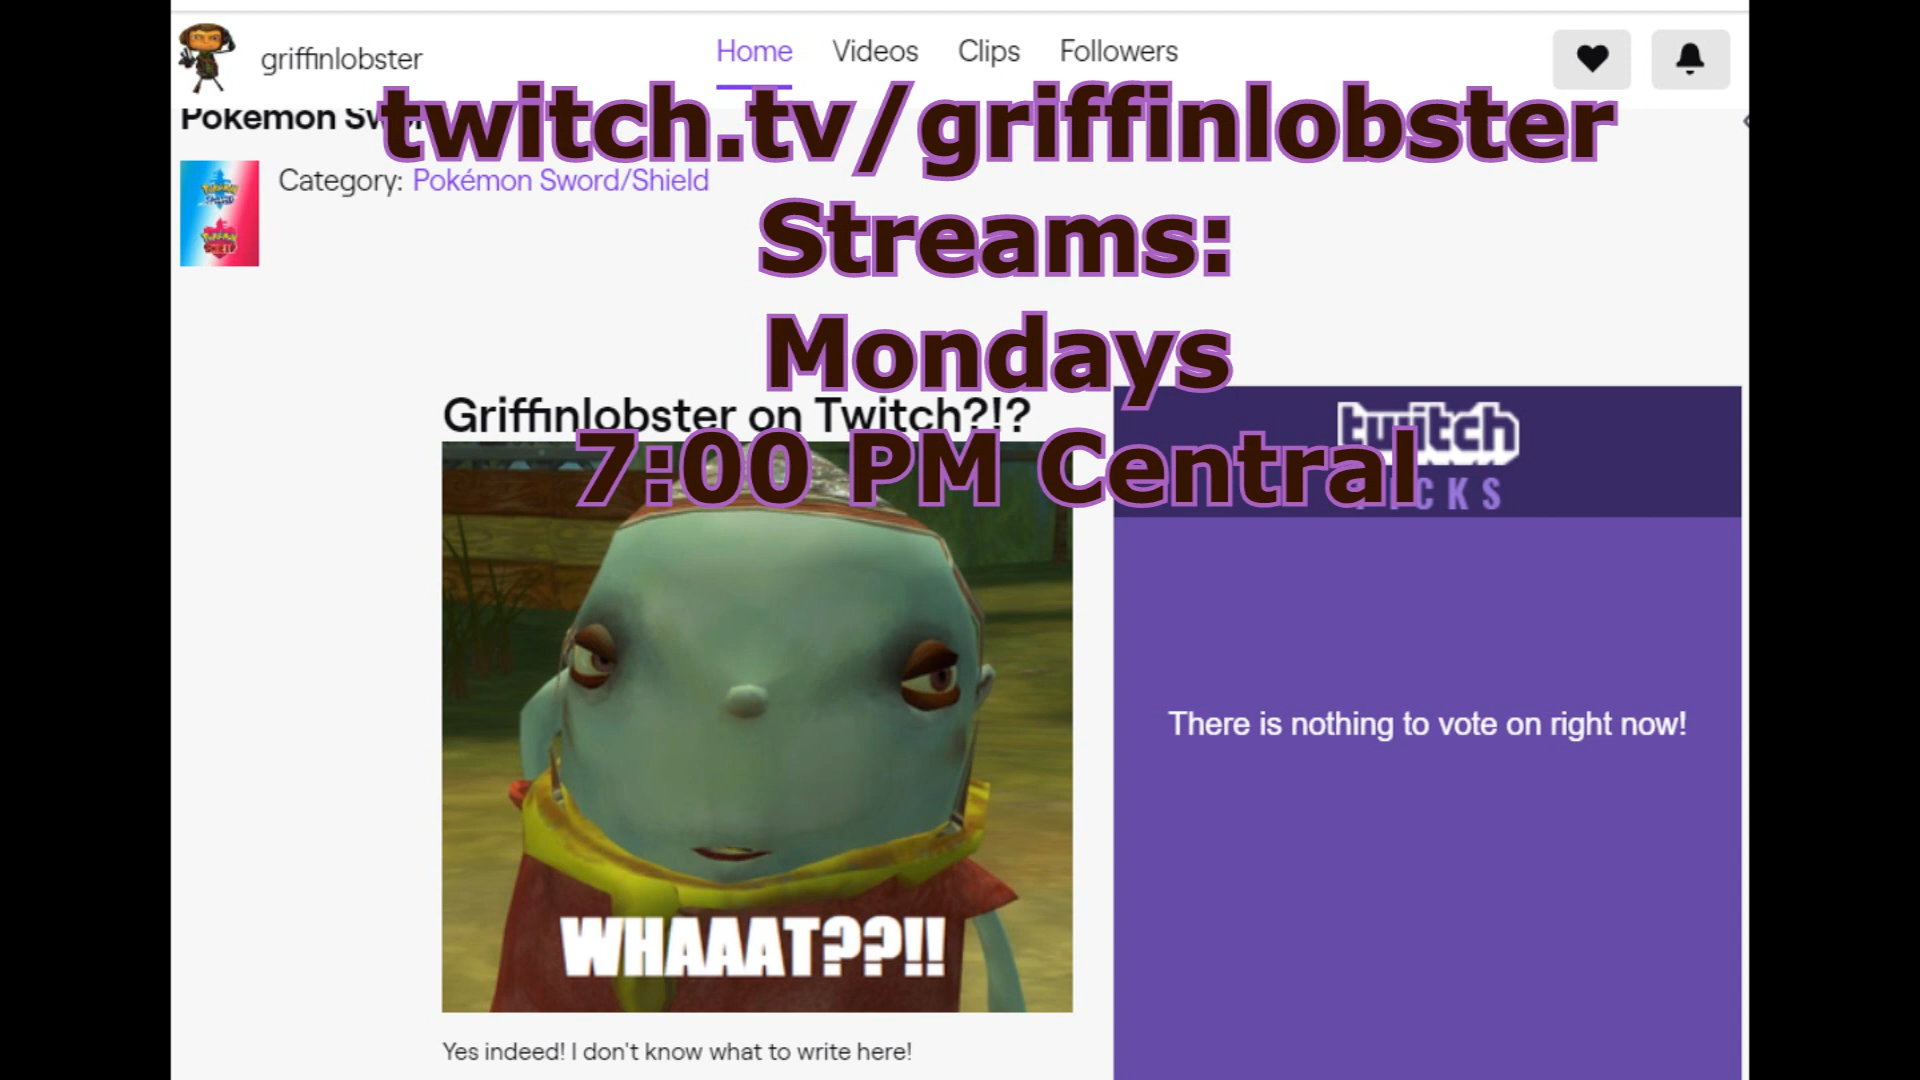 griffinlobster
Home Videos Clips Followers
twitch.tv/griffinlobster
Pokemon
Category: Pokémon Sword/Shield
Streams:
Mondays
Griffinlobster on Twitch?!?
twitch
7:00 PM Central
There is nothing to vote on right now!
WHAAAT??!!
Yes indeed! I don't know what to write here!